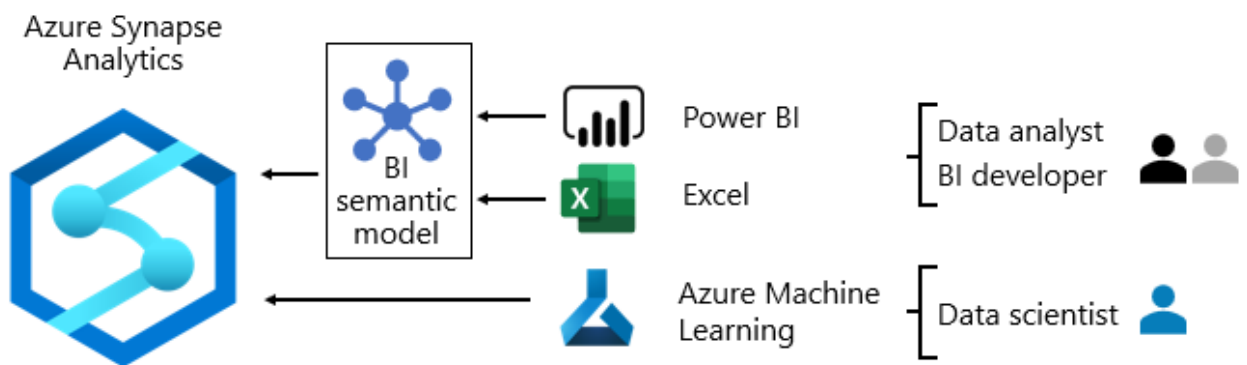 Azure Synapse
Analytics
BI
semantic
model
Power BI
Excel
X
Azure Machine
Learning
Data analyst
BI developer
Data scientist